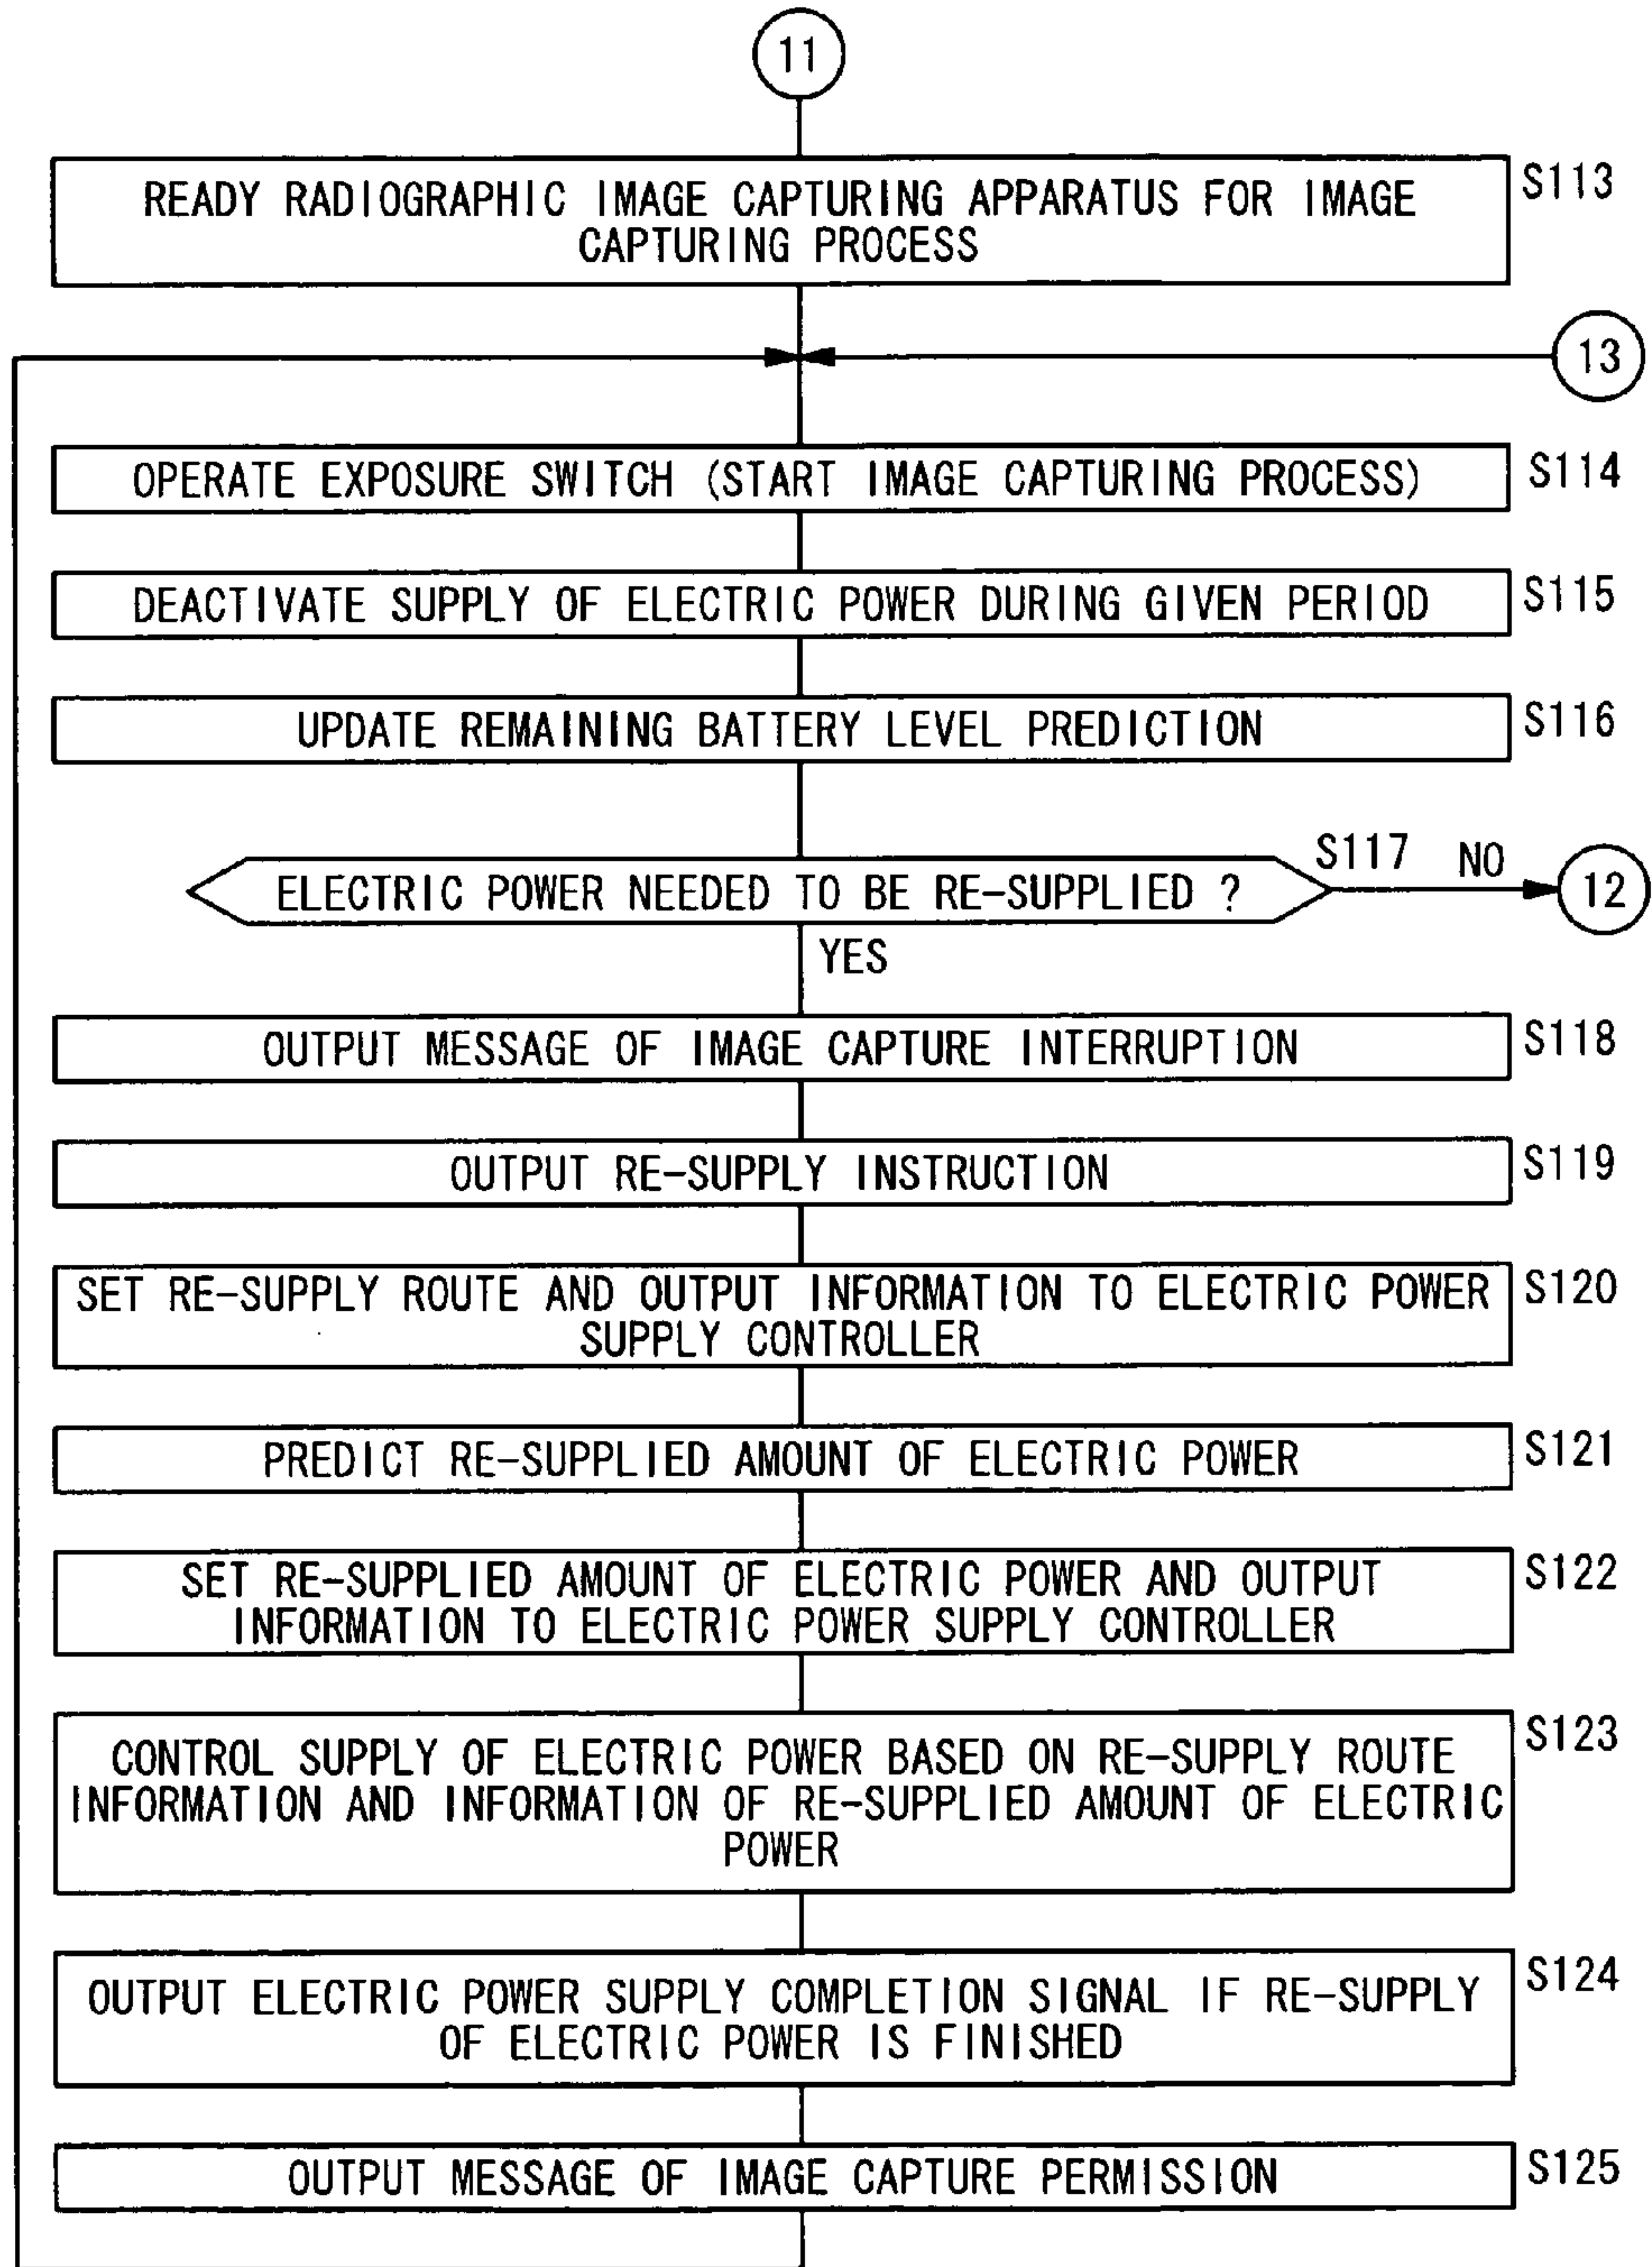 11
READY RADIOGRAPHIC IMAGE CAPTURING APPARATUS FOR IMAGE
CAPTURING PROCESS
S113
13
OPERATE EXPOSURE SWITCH (START IMAGE CAPTURING PROCESS)
S114
DEACTIVATE SUPPLY OF ELECTRIC POWER DURING GIVEN PERIOD
S115
UPDATE REMAINING BATTERY LEVEL PREDICTION
S116
ELECTRIC POWER NEEDED TO BE RE-SUPPLIED ?
S117
NO
12
YES
OUTPUT MESSAGE OF IMAGE CAPTURE INTERRUPTION
S118
OUTPUT RE-SUPPLY INSTRUCTION
S119
SET RE-SUPPLY ROUTE AND OUTPUT INFORMATION TO ELECTRIC POWER
SUPPLY CONTROLLER
S120
PREDICT RE-SUPPLIED AMOUNT OF ELECTRIC POWER
S121
SET RE-SUPPLIED AMOUNT OF ELECTRIC POWER AND OUTPUT
INFORMATION TO ELECTRIC POWER SUPPLY CONTROLLER
S122
CONTROL SUPPLY OF ELECTRIC POWER BASED ON RE-SUPPLY ROUTE
INFORMATION AND INFORMATION OF RE-SUPPLIED AMOUNT OF ELECTRIC
POWER
S123
OUTPUT ELECTRIC POWER SUPPLY COMPLETION SIGNAL IF RE-SUPPLY
OF ELECTRIC POWER IS FINISHED
S124
OUTPUT MESSAGE OF IMAGE CAPTURE PERMISSION
S125